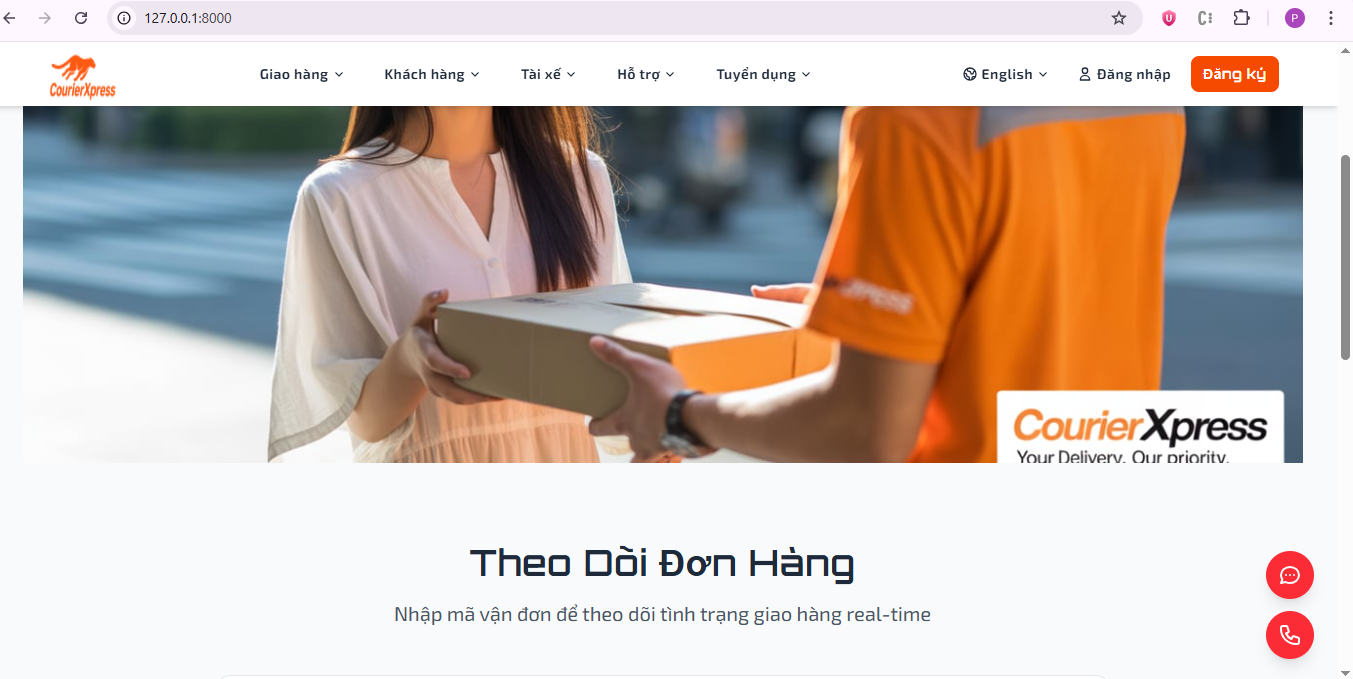 127.0.0.1:8000
P
CourierXpress
Giao hàng
Khách hàng
Tài xế
Hỗ trợ
Tuyển dụng
English
Đăng nhập
Đăng ký
CourierXpress
Your Delivery. Our priority.
Theo Dõi Đơn Hàng
Nhập mã vận đơn để theo dõi tình trạng giao hàng real-time